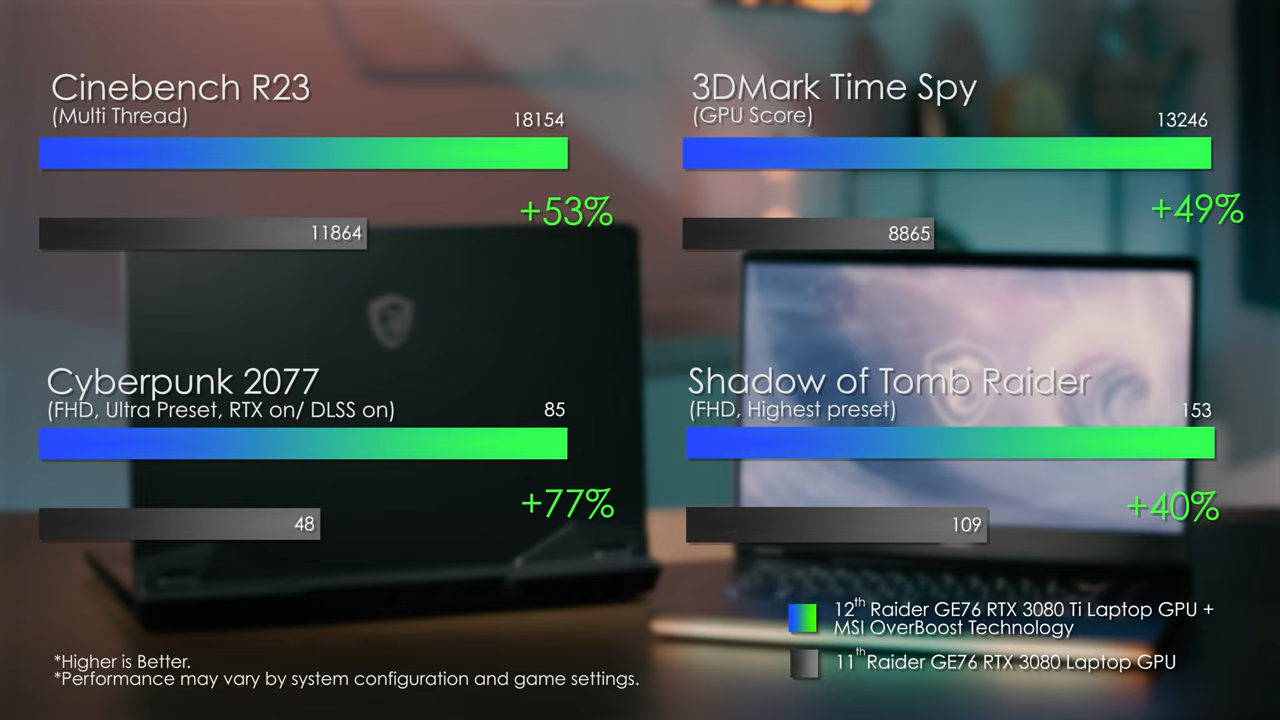 Cinebench R23
(Multi Thread)
18154
11864
+53%
3DMark Time Spy
(GPU Score)
13246
8865
+49%
Cyberpunk 2077
(FHD, Ultra Preset, RTX on/ DLSS on)
85
48
+77%
Shadow of Tomb Raider
(FHD, Highest preset)
153
109
+40%
12th Raider GE76 RTX 3080 Ti Laptop GPU +
MSI OverBoost Technology
11th Raider GE76 RTX 3080 Laptop GPU
*Higher is Better.
*Performance may vary by system configuration and game settings.